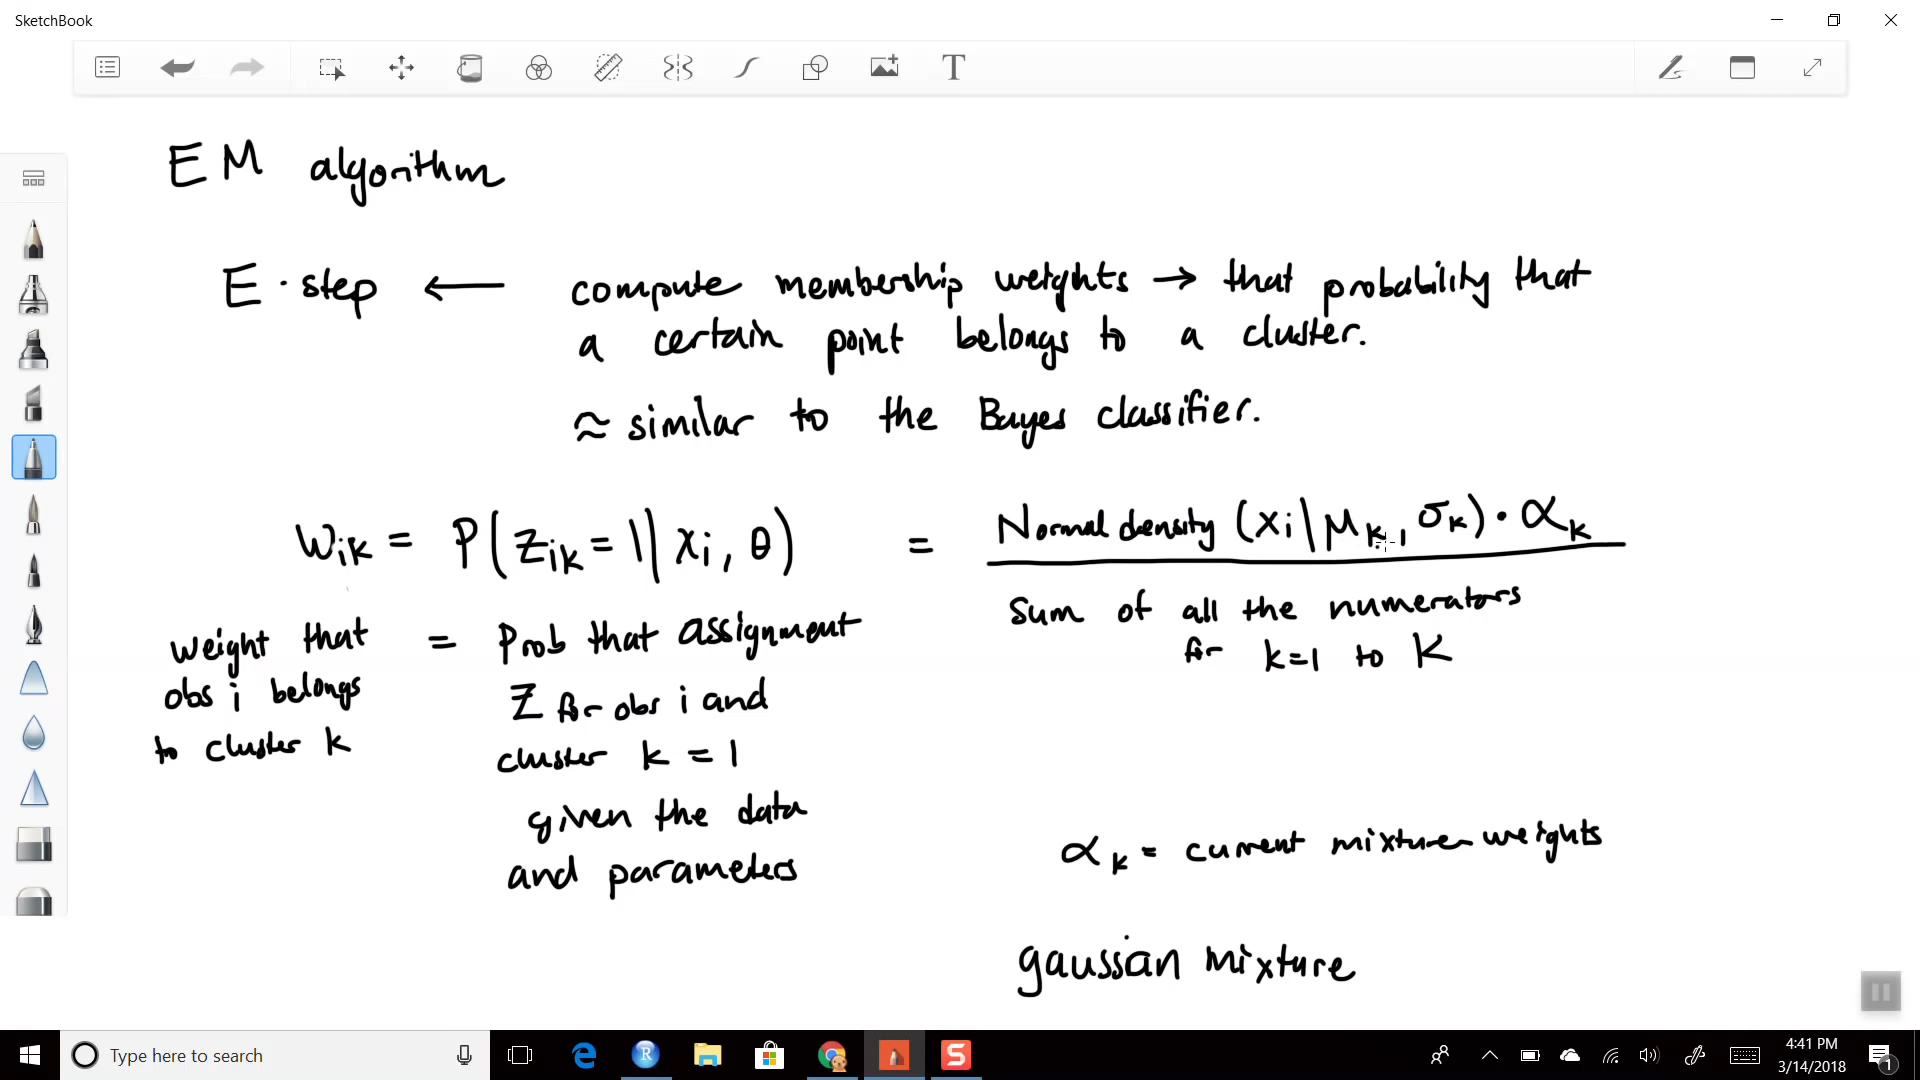 SketchBook
EM algorithm
E-step ← compute membership weights → that probability that
a certain point belongs to a cluster.
≈ similar to the Bayes classifier.
Wik = P(Zik = 1 | xi, θ) = Normal density (xi | μk, σk) · αk
Sum of all the numerators
for k=1 to K
weight that
obs i belongs
to cluster k
= Prob that assignment
Z for obs i and
cluster k = 1
given the data
and parameters
αk = current mixture weights
gaussian mixture
Type here to search
4:41 PM
3/14/2018
1